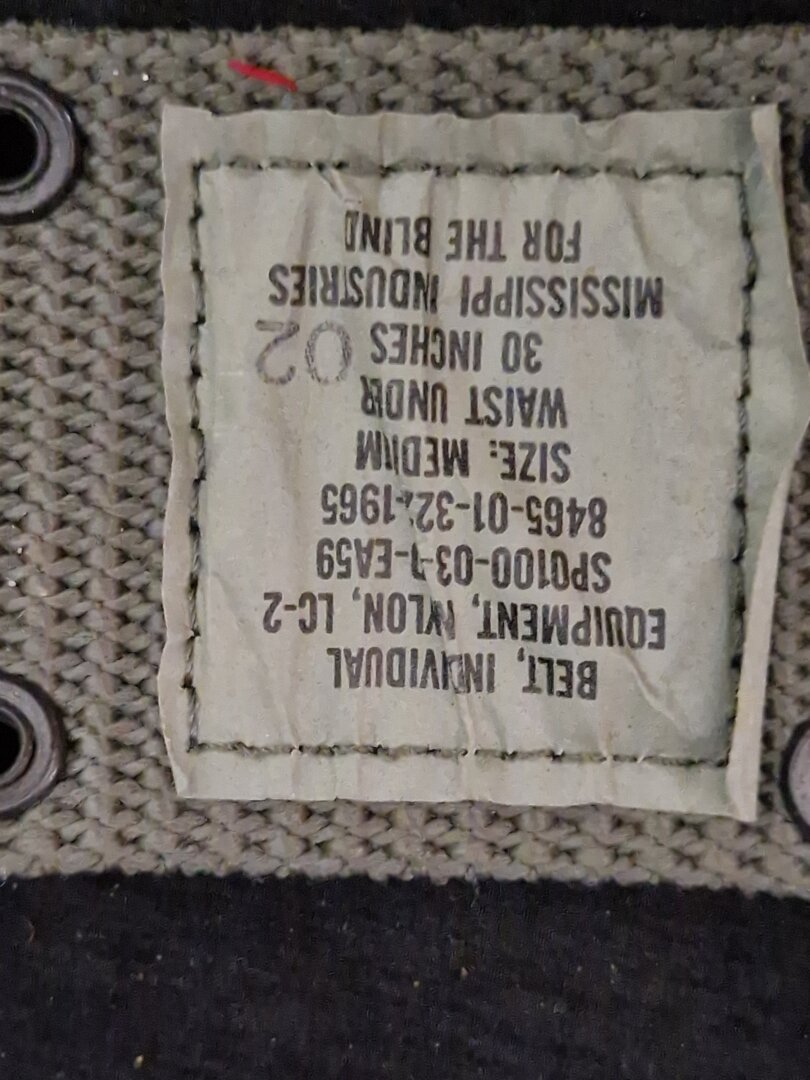 BELT, INDIVIDUAL
EQUIPMENT, NYLON, LC-2
SP0100-03-1-EA59
8465-01-322-1965
SIZE: MEDIUM
WAIST UNDER
30 INCHES 02
MISSISSIPPI INDUSTRIES
FOR THE BLIND